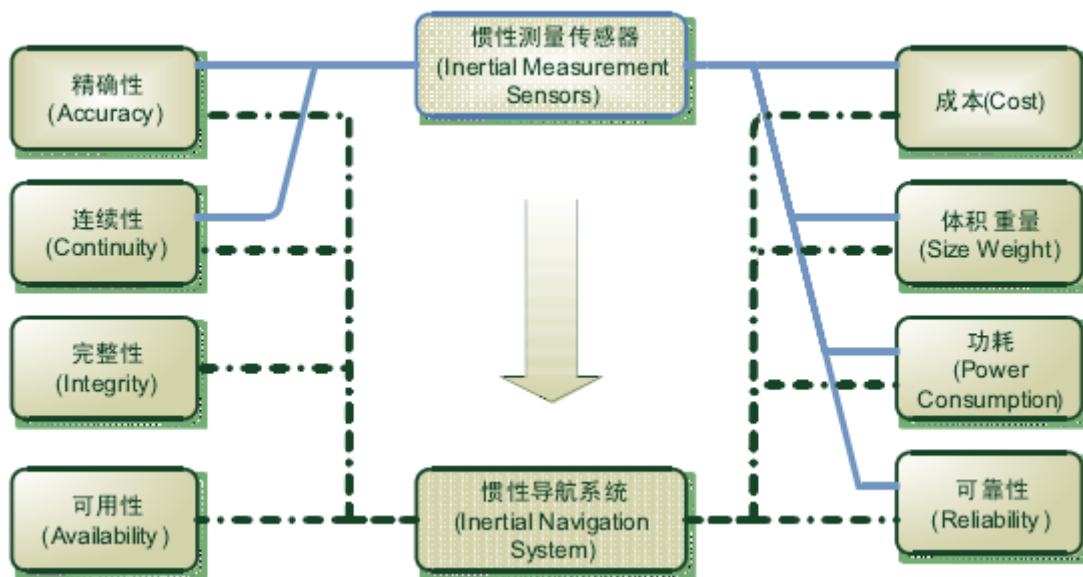 惯性测量传感器
(Inertial Measurement
Sensors)
精确性
(Accuracy)
成本(Cost)
连续性
(Continuity)
体积 重量
(Size Weight)
完整性
(Integrity)
功耗
(Power
Consumption)
可用性
(Availability)
惯性导航系统
(Inertial Navigation
System)
可靠性
(Reliability)